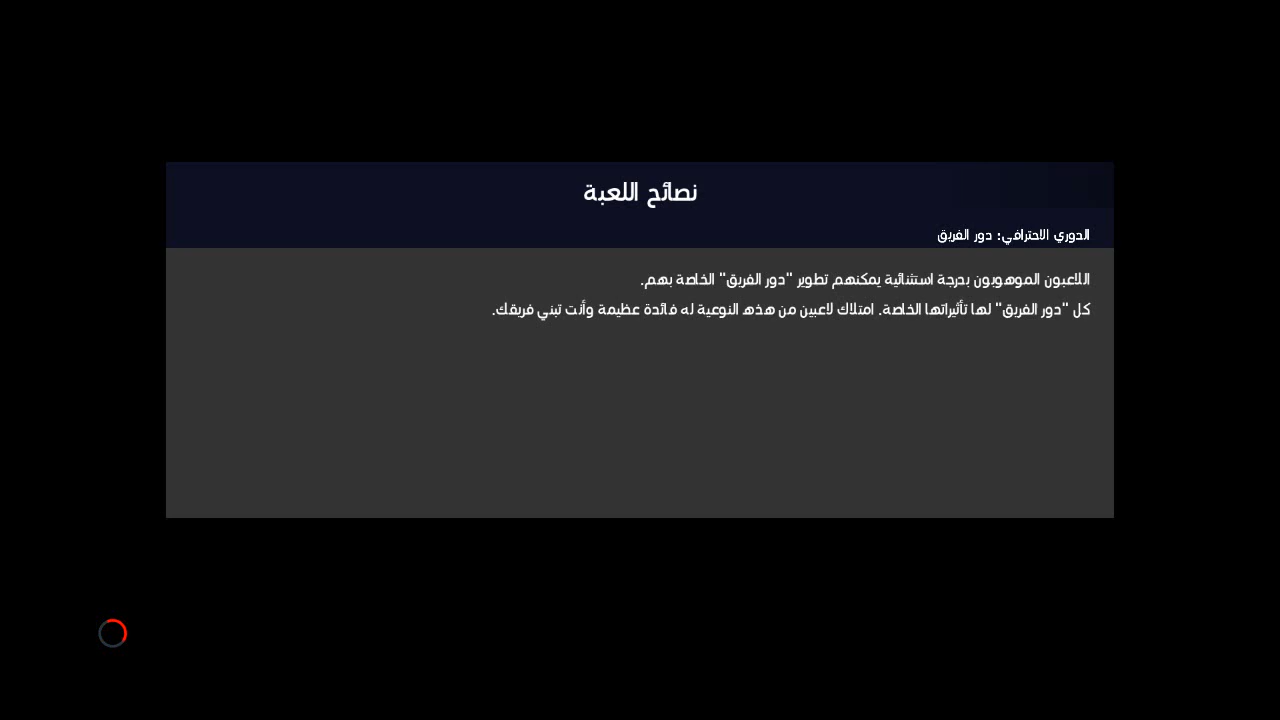 نصائح اللعبة
الدوري الاحترافي: دور الفريق
اللاعبون الموهوبون بدرجة استثنائية يمكنهم تطوير "دور الفريق" الخاصة بهم.
كل "دور الفريق" لها تأثيراتها الخاصة. امتلاك لاعبين من هذه النوعية له فائدة عظيمة وأنت تبني فريقك.